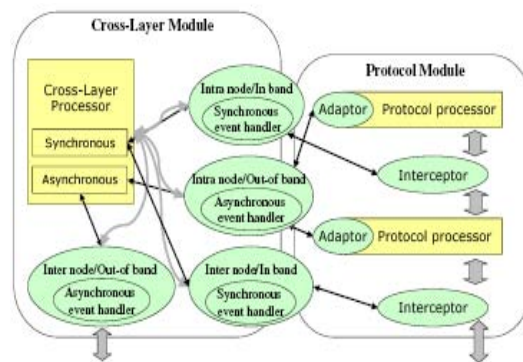 Cross-Layer Module
Protocol Module
Cross-Layer
Processor
Synchronous
Asynchronous
Intra node/In band
Synchronous
event handler
Intra node/Out-of band
Asynchronous
event handler
Inter node/Out-of band
Asynchronous
event handler
Inter node/In band
Synchronous
event handler
Adaptor
Protocol processor
Interceptor
Adaptor
Protocol processor
Interceptor